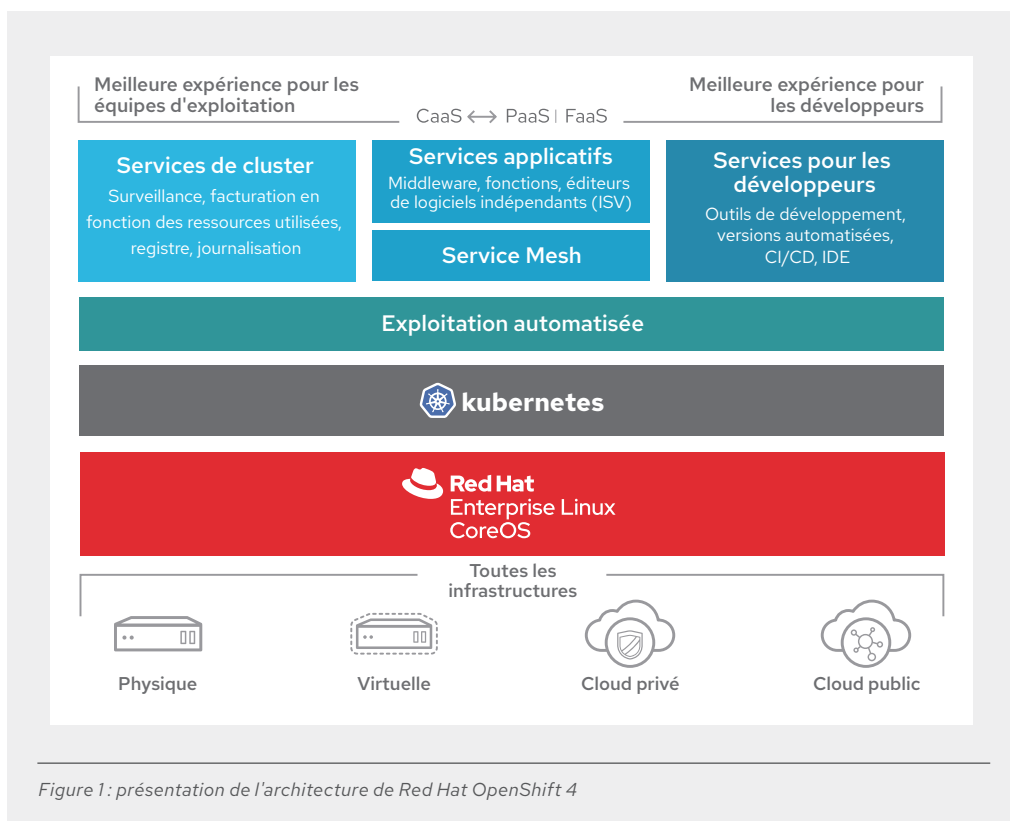 Meilleure expérience pour les
équipes d'exploitation
Meilleure expérience pour
les développeurs
CaaS ↔ PaaS | FaaS
Services de cluster
Surveillance, facturation en
fonction des ressources utilisées,
registre, journalisation
Services applicatifs
Middleware, fonctions, éditeurs
de logiciels indépendants (ISV)
Service Mesh
Services pour les
développeurs
Outils de développement,
versions automatisées,
CI/CD, IDE
Exploitation automatisée
kubernetes
Red Hat
Enterprise Linux
CoreOS
Toutes les
infrastructures
Physique
Virtuelle
Cloud privé
Cloud public
Figure 1 : présentation de l'architecture de Red Hat OpenShift 4